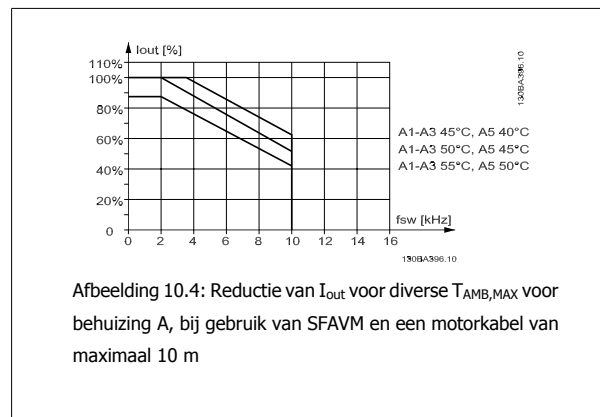 Iout [%]
110%
100%
80%
60%
40%
20%
0
0 2 4 6 8 10 12 14 16
fsw [kHz]
A1-A3 45°C, A5 40°C
A1-A3 50°C, A5 45°C
A1-A3 55°C, A5 50°C
130BA396.10
130BA396.10
Afbeelding 10.4: Reductie van Iout voor diverse TAMB,MAX voor
behuizing A, bij gebruik van SFAVM en een motorkabel van
maximaal 10 m